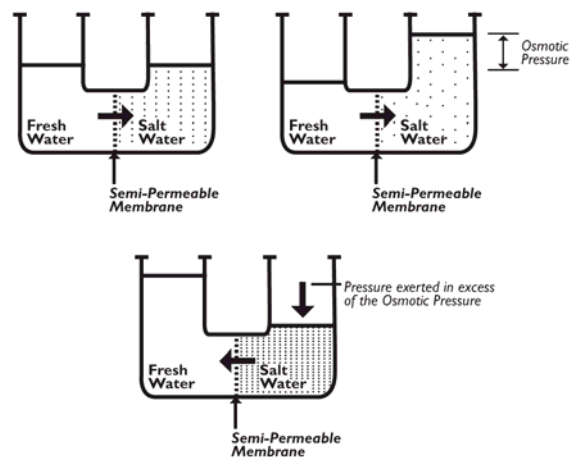 Fresh
Water
Salt
Water
Semi-Permeable
Membrane
Fresh
Water
Salt
Water
Osmotic
Pressure
Semi-Permeable
Membrane
Fresh
Water
Salt
Water
Pressure exerted in excess
of the Osmotic Pressure
Semi-Permeable
Membrane